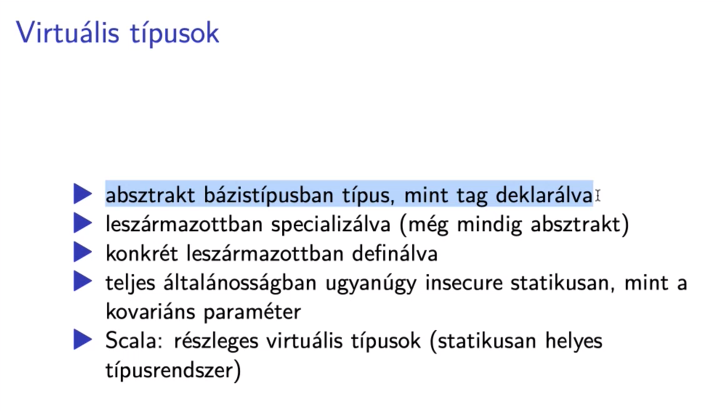 Virtuális típusok
absztrakt bázistípusban típus, mint tag deklarálva
leszármazottban specializálva (még mindig absztrakt)
konkrét leszármazottban definálva
teljes általánosságban ugyanúgy insecure statikusan, mint a
kovariáns paraméter
Scala: részleges virtuális típusok (statikusan helyes
típusrendszer)